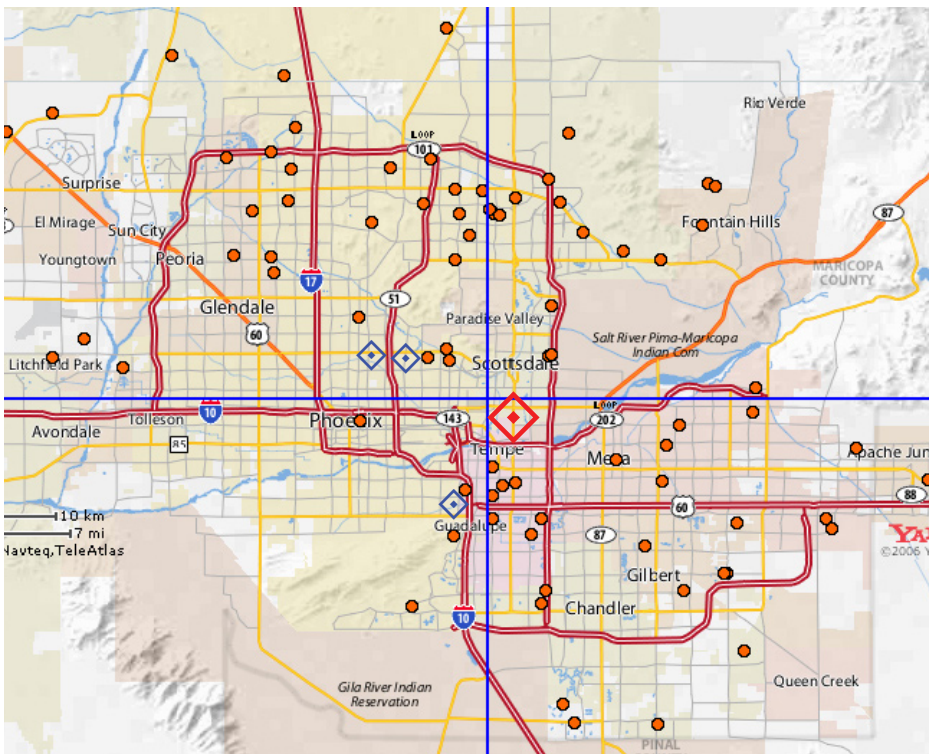 Rio Verde
LOOP
101
Surprise
87
El Mirage
Sun City
Fountain Hills
Youngtown
Peoria
MARICOPA
COUNTY
17
51
Glendale
Paradise Valley
60
Salt River Pima-Maricopa
Indian Com
Litchfield Park
Scottsdale
LOOP
10
Tolleson
Phoenix
143
202
Avondale
85
Tempe
Mesa
Apache Jun
88
10 km
60
7 mi
Guadalupe
87
Navteq,TeleAtlas
©2006 Y
Gilbert
Chandler
10
Gila River Indian
Reservation
Queen Creek
PINAL